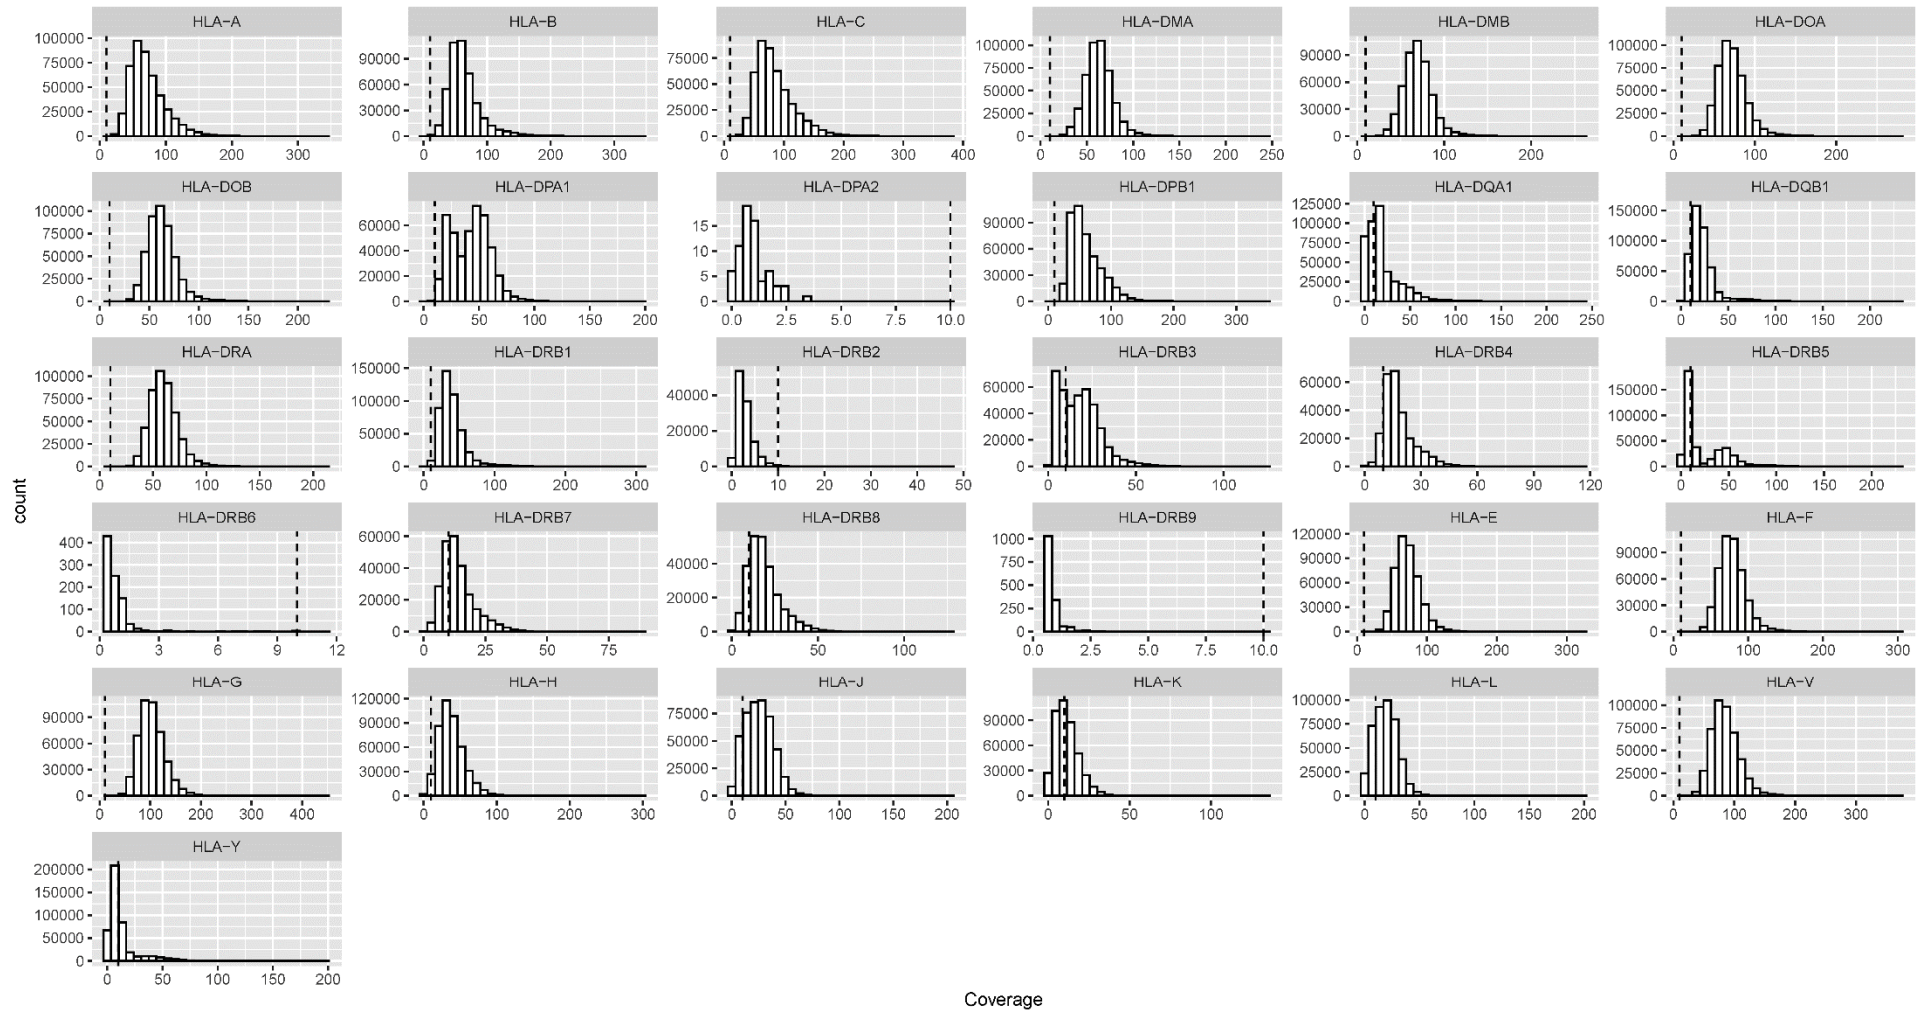 HLA-A HLA-B HLA-C HLA-DMA HLA-DMB HLA-DOA
100000 75000 50000 25000 0
90000 60000 30000 0
75000 50000 25000 0
100000 75000 50000 25000 0
90000 60000 30000 0
100000 75000 50000 25000 0
0 100 200 300 0 100 200 300 0 100 200 300 400 0 50 100 150 200 250 0 100 200 0 100 200
HLA-DOB HLA-DPA1 HLA-DPA2 HLA-DPB1 HLA-DQA1 HLA-DQB1
100000 75000 50000 25000 0
60000 40000 20000 0
15 10 5 0
90000 60000 30000 0
125000 100000 75000 50000 25000 0
150000 100000 50000 0
0 50 100 150 200 0 50 100 150 200 0.0 2.5 5.0 7.5 10.0 0 100 200 300 0 50 100 150 200 250 0 50 100 150 200
HLA-DRA HLA-DRB1 HLA-DRB2 HLA-DRB3 HLA-DRB4 HLA-DRB5
100000 75000 50000 25000 0
150000 100000 50000 0
40000 20000 0
60000 40000 20000 0
60000 40000 20000 0
150000 100000 50000 0
0 50 100 150 200 0 100 200 300 0 10 20 30 40 50 0 50 100 0 30 60 90 120 0 50 100 150 200
count
HLA-DRB6 HLA-DRB7 HLA-DRB8 HLA-DRB9 HLA-E HLA-F
400 300 200 100 0
60000 40000 20000 0
40000 20000 0
1000 750 500 250 0
120000 90000 60000 30000 0
90000 60000 30000 0
0 3 6 9 12 0 25 50 75 0 50 100 0.0 2.5 5.0 7.5 10.0 0 100 200 300 0 100 200 300
HLA-G HLA-H HLA-J HLA-K HLA-L HLA-V
90000 60000 30000 0
120000 90000 60000 30000 0
75000 50000 25000 0
90000 60000 30000 0
100000 75000 50000 25000 0
100000 75000 50000 25000 0
0 100 200 300 400 0 100 200 300 0 50 100 150 200 0 50 100 0 50 100 150 200 0 100 200 300
HLA-Y
200000 150000 100000 50000 0
0 50 100 150 200
Coverage